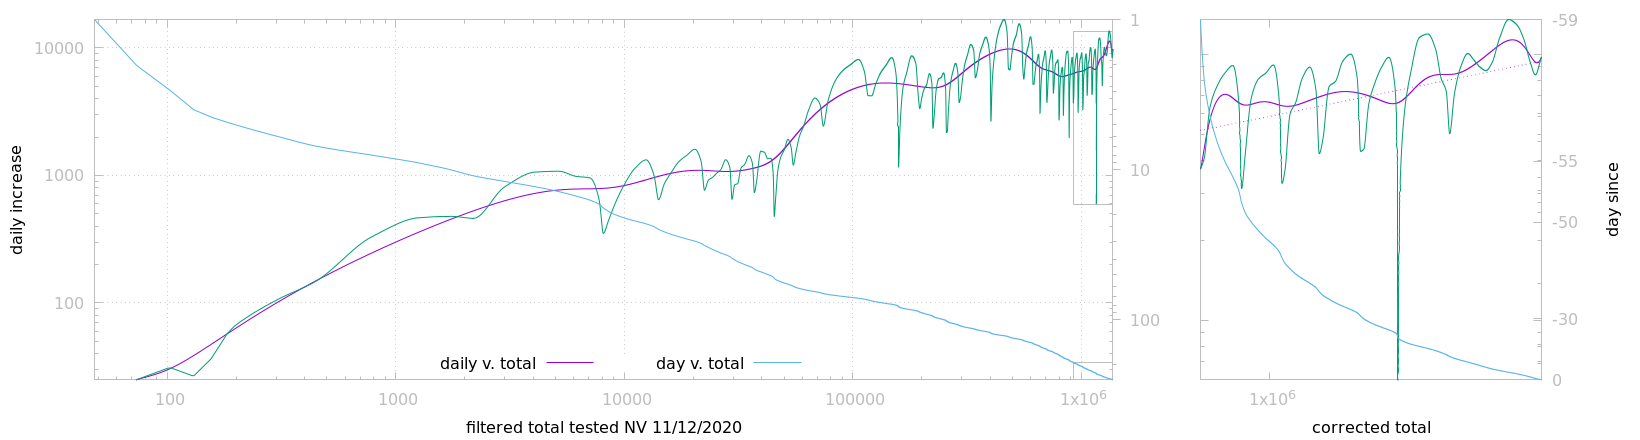 10000
1000
100
daily increase
100
1000
10000
100000
1x10^6
1
10
100
daily v. total
day v. total
filtered total tested NV 11/12/2020
-59
-55
-50
-30
0
day since
1x10^6
corrected total